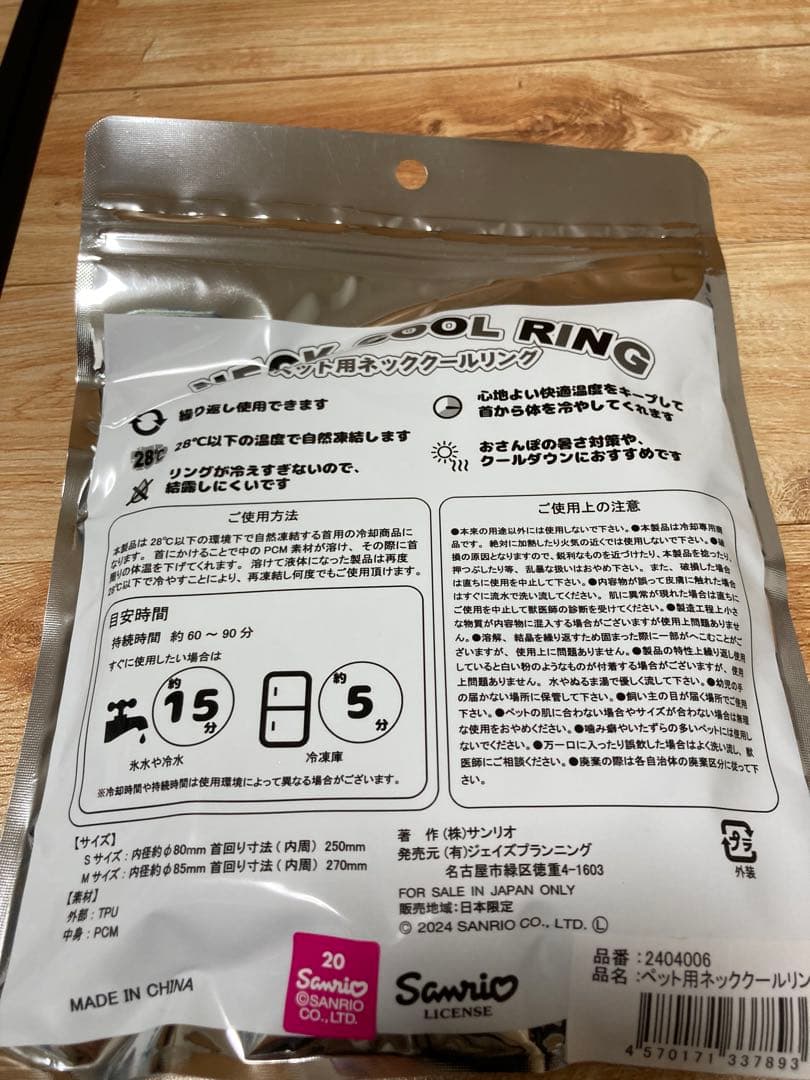 NECK COOL RING
ペット用ネッククールリング
繰り返し使用できます
28℃
28℃以下の温度で自然凍結します
リングが冷えすぎないので、
結露しにくいです
心地よい快適温度をキープして
首から体を冷やしてくれます
おさんぽの暑さ対策や、
クールダウンにおすすめです
ご使用方法
本製品は28℃以下の環境下で自然凍結する首用の冷却商品に
なります。 首にかけることで中のPCM素材が溶け、その際に首
周りの体温を下げてくれます。 溶けて液体になった製品は再度
28℃以下で冷やすことにより、再凍結し何度でもご使用頂けます。
目安時間
持続時間 約60～90分
すぐに使用したい場合は
約
15
分
氷水や冷水
約
5
分
冷凍庫
※冷却時間や持続時間は使用環境によって異なる場合がございます。
ご使用上の注意
●本来の用途以外には使用しないで下さい。●本製品は冷却専用商
品です。 絶対に加熱したり火気の近くでは使用しないで下さい。●破
損の原因となりますので、鋭利なものを近づけたり、本製品を捻ったり、
押つぶしたり等、 乱暴な扱いはおやめ下さい。 また、 破損した場合
は直ちに使用を中止して下さい。●内容物が誤って皮膚に触れた場合
はすぐに流水で洗い流してください。 肌に異常が現れた場合は直ちに
ご使用を中止して獣医師の診断を受けてください。●製造工程上小さ
な物質が内容物に混入する場合がございますが使用上問題ありませ
ん。●溶解、 結晶を繰り返すため固まった際に一部がへこむことがご
ざいますが、 使用上に問題ありません。●製品の特性上繰り返し使用
していると白い粉のようなものが付着する場合がございますが、使用
上問題ありません。 水やぬるま湯で優しく流して下さい。●幼児の手
の届かない場所に保管して下さい。●飼い主の目が届く場所でご使用
下さい。●ペットの肌に合わない場合やサイズが合わない場合は無理
な使用をおやめください。●噛み癖やいたずらの多いペットには使用し
ないでください。●万一口に入ったり誤飲した場合はよく洗い流し、獣
医師にご相談ください。●廃棄の際は各自治体の廃棄区分に従って下
さい。
【サイズ】
Sサイズ：内径約φ80mm 首回り寸法（内周）250mm
Mサイズ：内径約φ85mm 首回り寸法（内周）270mm
【素材】
外部：TPU
中身：PCM
著 作（株）サンリオ
発売元（有）ジェイズプランニング
名古屋市緑区徳重4-1603
FOR SALE IN JAPAN ONLY
販売地域：日本限定
© 2024 SANRIO CO., LTD. Ⓛ
プラ
外装
MADE IN CHINA
20
Sanrio
©SANRIO
CO.,LTD.
Sanrio
LICENSE
品番：2404006
品名：ペット用ネッククールリン
4 570171 337893